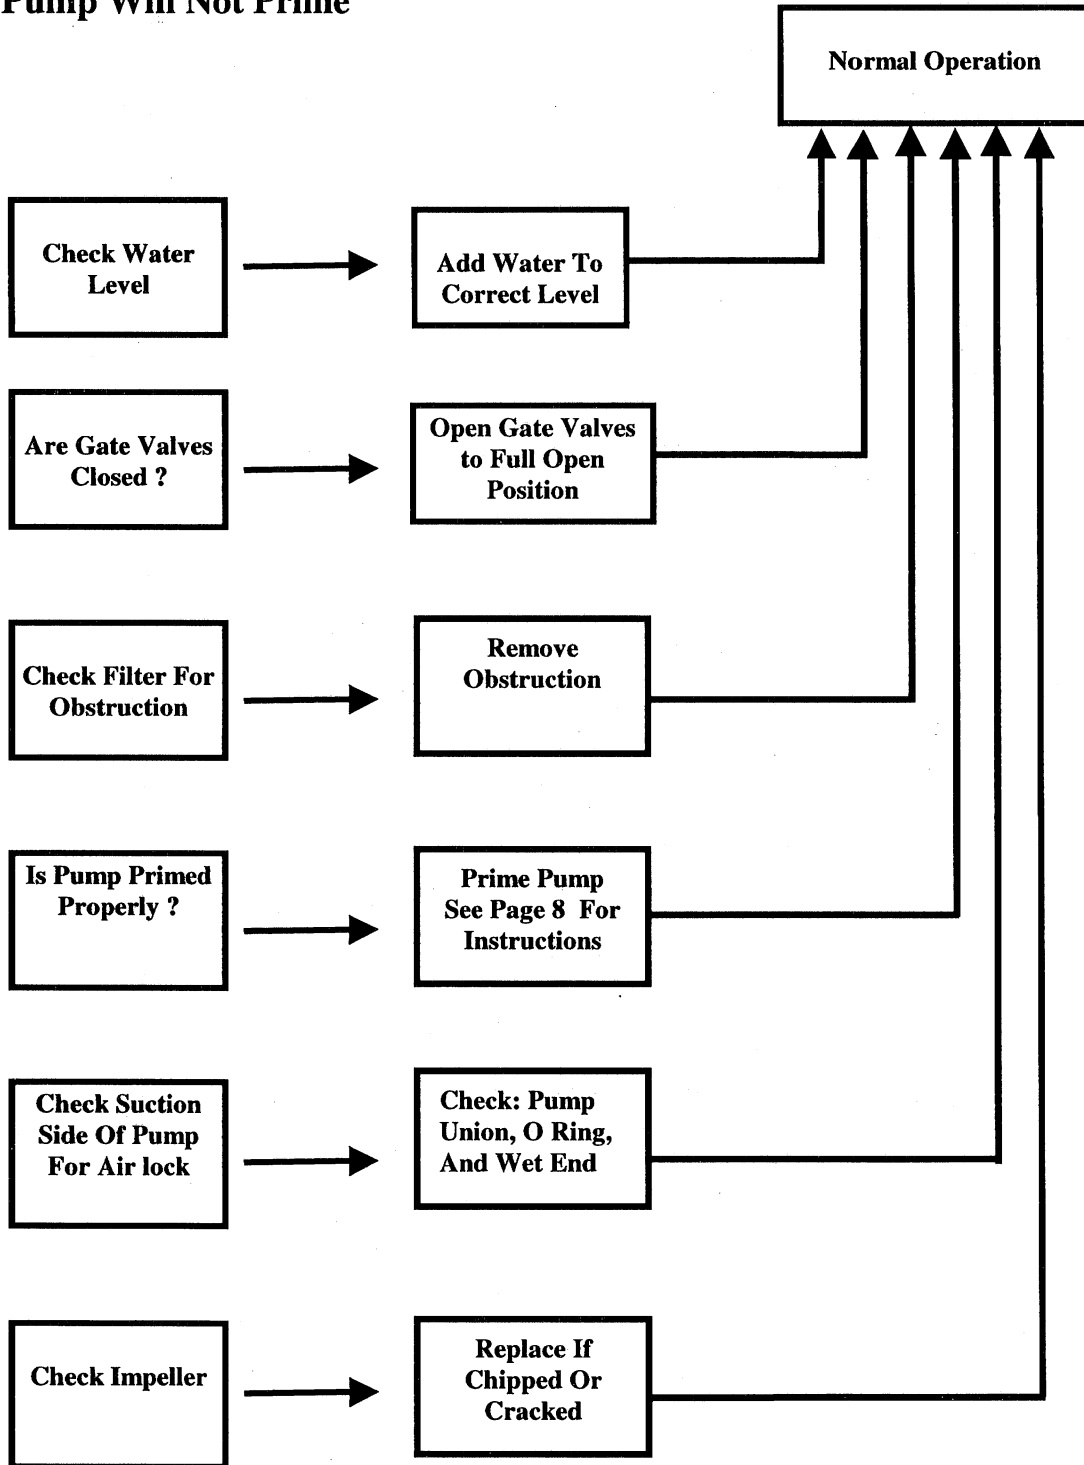 Pump Will Not Prime
Normal Operation
Check Water
Level
Add Water To
Correct Level
Are Gate Valves
Closed ?
Open Gate Valves
to Full Open
Position
Check Filter For
Obstruction
Remove
Obstruction
Is Pump Primed
Properly ?
Prime Pump
See Page 8 For
Instructions
Check Suction
Side Of Pump
For Air lock
Check: Pump
Union, O Ring,
And Wet End
Check Impeller
Replace If
Chipped Or
Cracked